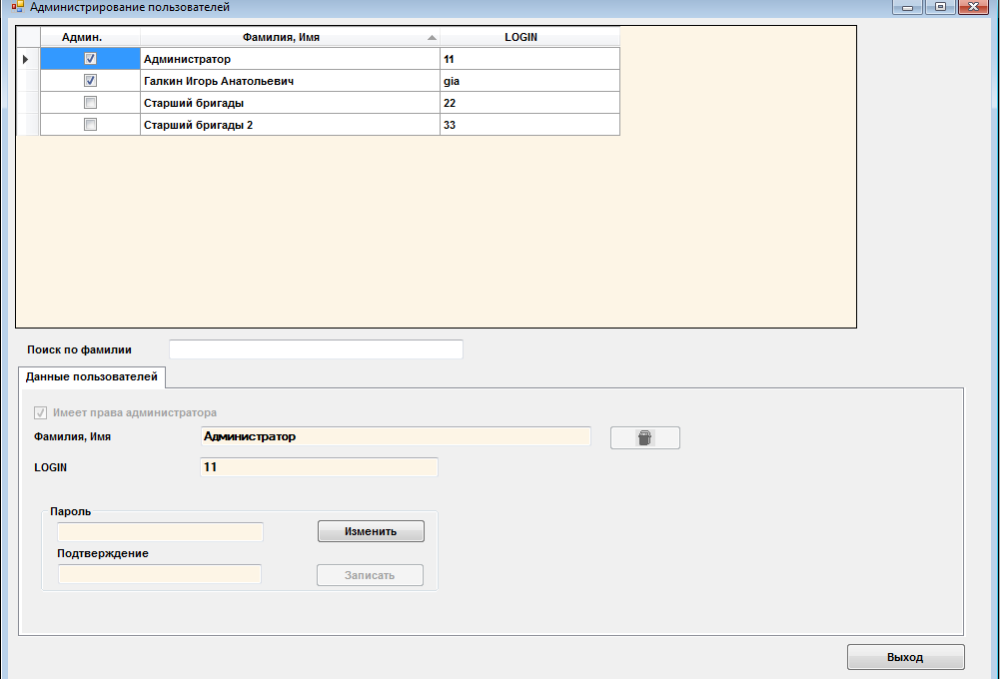 Администрирование пользователей
Админ. Фамилия, Имя LOGIN
Администратор 11
Галкин Игорь Анатольевич gia
Старший бригады 22
Старший бригады 2 33
Поиск по фамилии
Данные пользователей
Имеет права администратора
Фамилия, Имя Администратор
LOGIN 11
Пароль
Изменить
Подтверждение
Записать
Выход